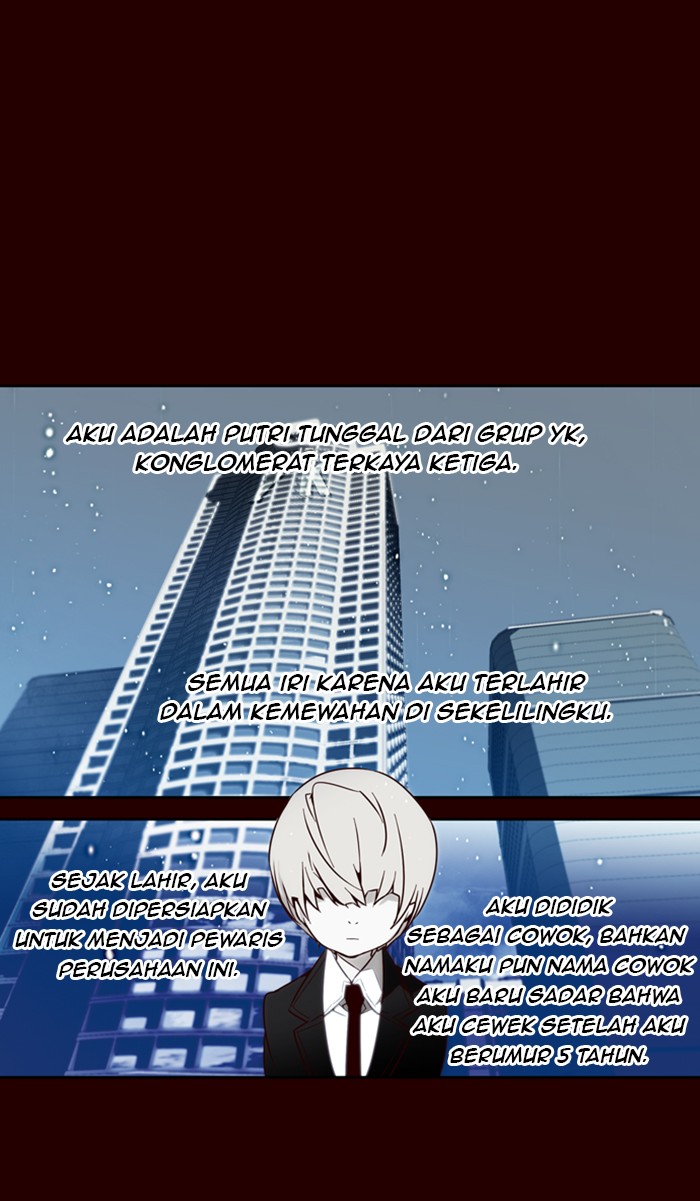 AKU ADALAH PUTRI TUNGGAL DARI GRUP YK,
KONGLOMERAT TERKAYA KETIGA.
SEMUA IRI KARENA AKU TERLAHIR
DALAM KEMEWAHAN DI SEKELILINGKU.
SEJAK LAHIR, AKU
SUDAH DIPERSIAPKAN
UNTUK MENJADI PEWARIS
PERUSAHAAN INI.
AKU DIDIDIK
SEBAGAI COWOK, BAHKAN
NAMAKU PUN NAMA COWOK
AKU BARU SADAR BAHWA
AKU CEWEK SETELAH AKU
BERUMUR 5 TAHUN.